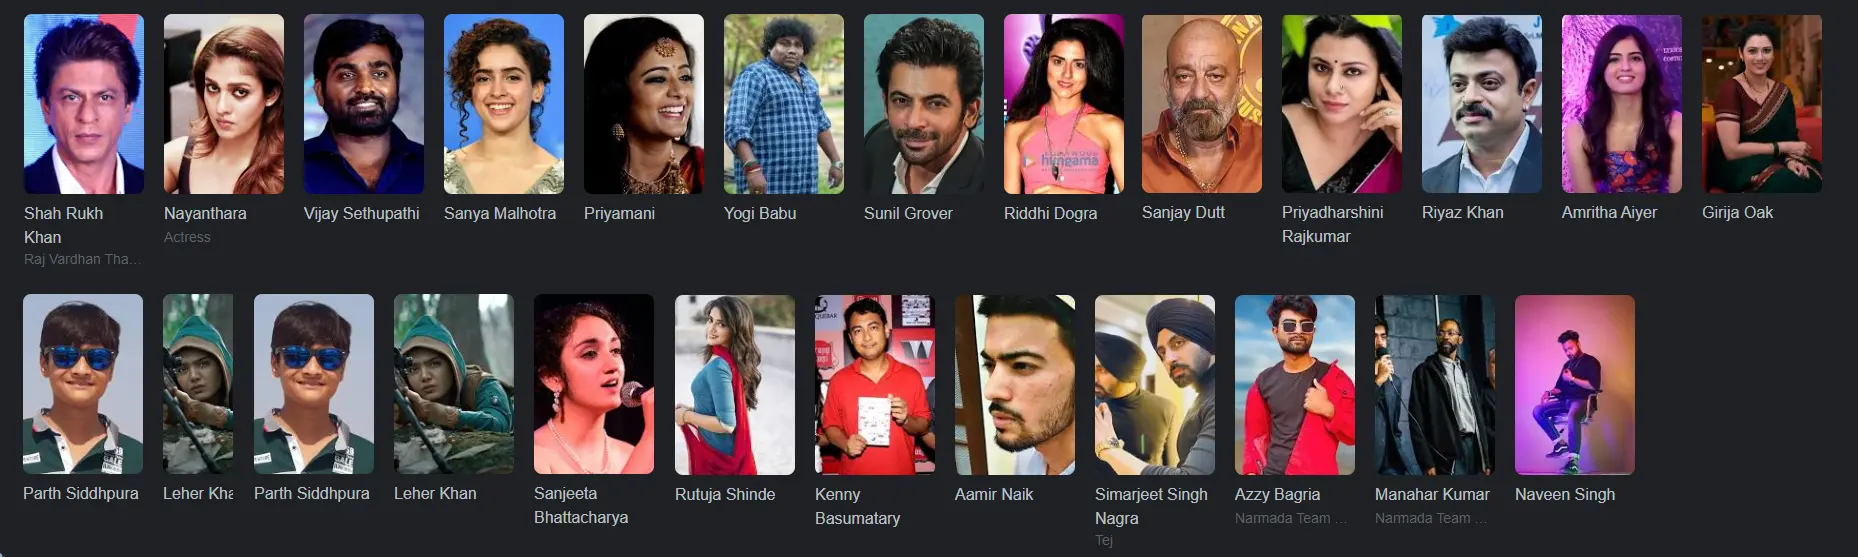 Shah Rukh
Khan
Raj Vardhan Tha...
Nayanthara
Actress
Vijay Sethupathi
Sanya Malhotra
Priyamani
Yogi Babu
Sunil Grover
hungama
Riddhi Dogra
Sanjay Dutt
Priyadharshini
Rajkumar
Riyaz Khan
Amritha Aiyer
Girija Oak
Parth Siddhpura
Leher Kha
Parth Siddhpura
Leher Khan
Sanjeeta
Bhattacharya
Rutuja Shinde
Kenny
Basumatary
Aamir Naik
Simarjeet Singh
Nagra
Tej
Azzy Bagria
Narmada Team ...
Manahar Kumar
Narmada Team ...
Naveen Singh